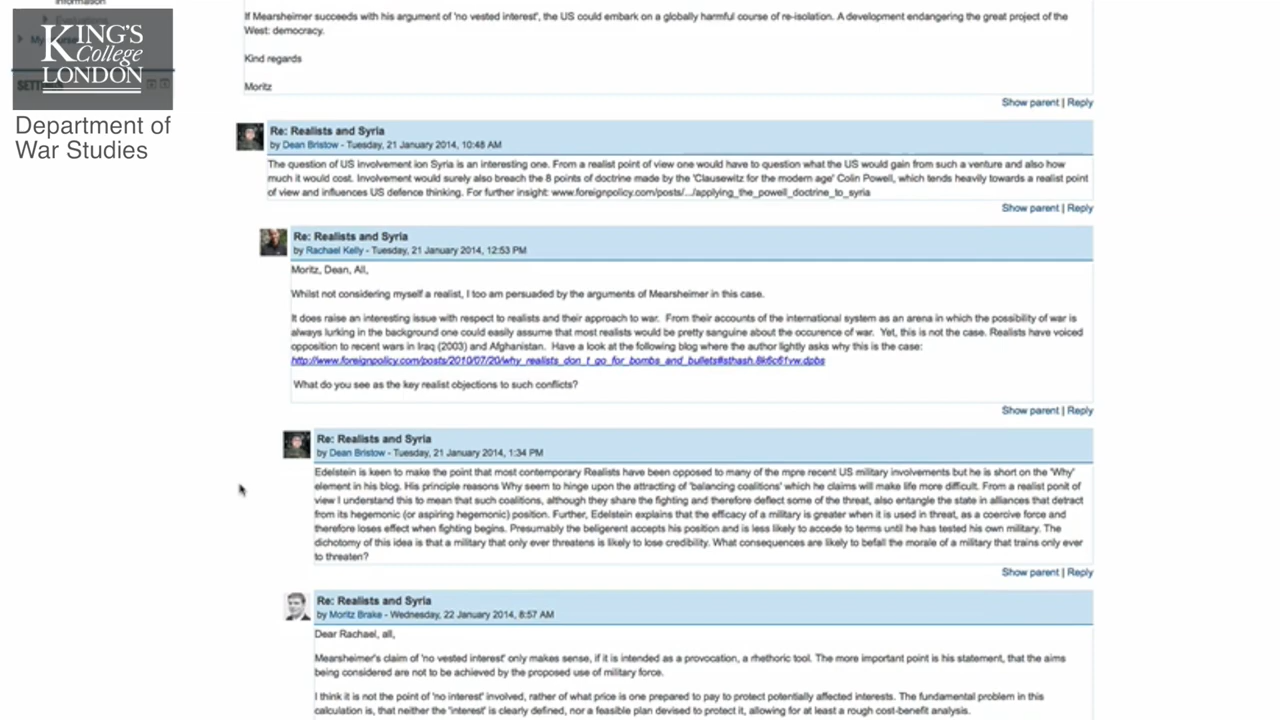 Information
If Mearsheimer succeeds with his argument of 'no vested interest', the US could embark on a globally harmful course of re-isolation. A development endangering the great project of the
West: democracy.
Kind regards
Moritz
Show parent | Reply
KING'S
College
LONDON
Department of
War Studies
Re: Realists and Syria
by Dean Bristow - Tuesday, 21 January 2014, 10:48 AM
The question of US involvement ion Syria is an interesting one. From a realist point of view one would have to question what the US would gain from such a venture and also how
much it would cost. Involvement would surely also breach the 8 points of doctrine made by the 'Clausewitz for the modern age' Colin Powell, which tends heavily towards a realist point
of view and influences US defence thinking. For further insight: www.foreignpolicy.com/posts/.../applying_the_powell_doctrine_to_syria
Show parent | Reply
Re: Realists and Syria
by Rachael Kelly - Tuesday, 21 January 2014, 12:53 PM
Moritz, Dean, All,
Whilst not considering myself a realist, I too am persuaded by the arguments of Mearsheimer in this case.
It does raise an interesting issue with respect to realists and their approach to war. From their accounts of the international system as an arena in which the possibility of war is
always lurking in the background one could easily assume that most realists would be pretty sanguine about the occurence of war. Yet, this is not the case. Realists have voiced
opposition to recent wars in Iraq (2003) and Afghanistan. Have a look at the following blog where the author lightly asks why this is the case:
http://www.foreignpolicy.com/posts/2010/07/20/why_realists_don_t_go_for_bombs_and_bullets#sthash.8k6c61vw.dpbs
What do you see as the key realist objections to such conflicts?
Show parent | Reply
Re: Realists and Syria
by Dean Bristow - Tuesday, 21 January 2014, 1:34 PM
Edelstein is keen to make the point that most contemporary Realists have been opposed to many of the mpre recent US military involvements but he is short on the 'Why'
element in his blog. His principle reasons Why seem to hinge upon the attracting of 'balancing coalitions' which he claims will make life more difficult. From a realist ponit of
view I understand this to mean that such coalitions, although they share the fighting and therefore deflect some of the threat, also entangle the state in alliances that detract
from its hegemonic (or aspiring hegemonic) position. Further, Edelstein explains that the efficacy of a military is greater when it is used in threat, as a coercive force and
therefore loses effect when fighting begins. Presumably the beligerent accepts his position and is less likely to accede to terms until he has tested his own military. The
dichotomy of this idea is that a military that only ever threatens is likely to lose credibility. What consequences are likely to befall the morale of a military that trains only ever
to threaten?
Show parent | Reply
Re: Realists and Syria
by Moritz Brake - Wednesday, 22 January 2014, 8:57 AM
Dear Rachael, all,
Mearsheimer's claim of 'no vested interest' only makes sense, if it is intended as a provocation, a rhethoric tool. The more important point is his statement, that the aims
being considered are not to be achieved by the proposed use of military force.
I think it is not the point of 'no interest' involved, rather of what price is one prepared to pay to protect potentially affected interests. The fundamental problem in this
calculation is, that neither the 'interest' is clearly defined, nor a feasible plan devised to protect it, allowing for at least a rough cost-benefit analysis.